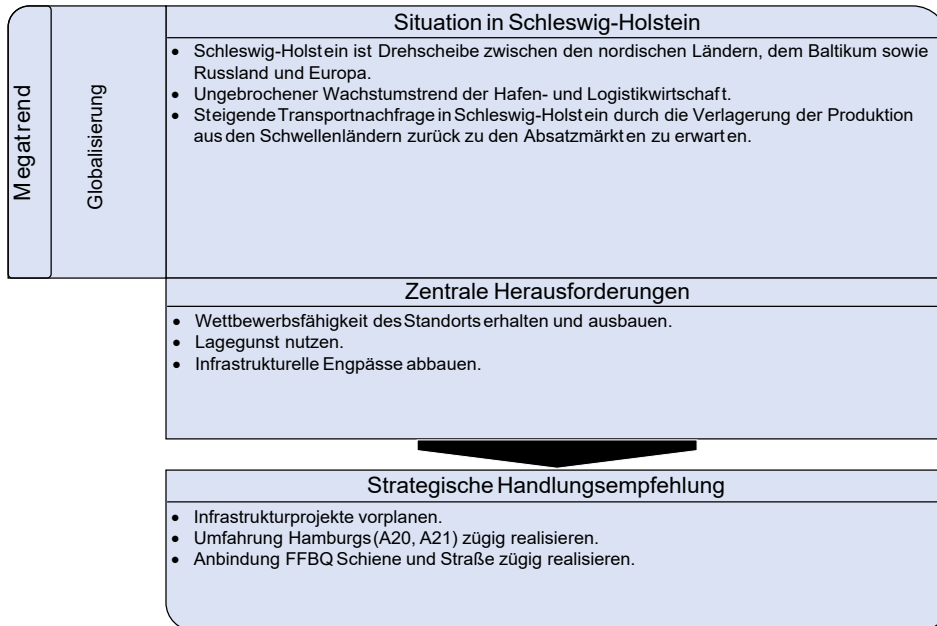 Megatrend
Globalisierung
Situation in Schleswig-Holstein
• Schleswig-Holstein ist Drehscheibe zwischen den nordischen Ländern, dem Baltikum sowie
Russland und Europa.
• Ungebrochener Wachstumstrend der Hafen- und Logistikwirtschaft.
• Steigende Transportnachfrage in Schleswig-Holstein durch die Verlagerung der Produktion
aus den Schwellenländern zurück zu den Absatzmärkten zu erwarten.
Zentrale Herausforderungen
• Wettbewerbsfähigkeit des Standorts erhalten und ausbauen.
• Lagegunst nutzen.
• Infrastrukturelle Engpässe abbauen.
Strategische Handlungsempfehlung
• Infrastrukturprojekte vorplanen.
• Umfahrung Hamburgs (A20, A21) zügig realisieren.
• Anbindung FFBQ Schiene und Straße zügig realisieren.